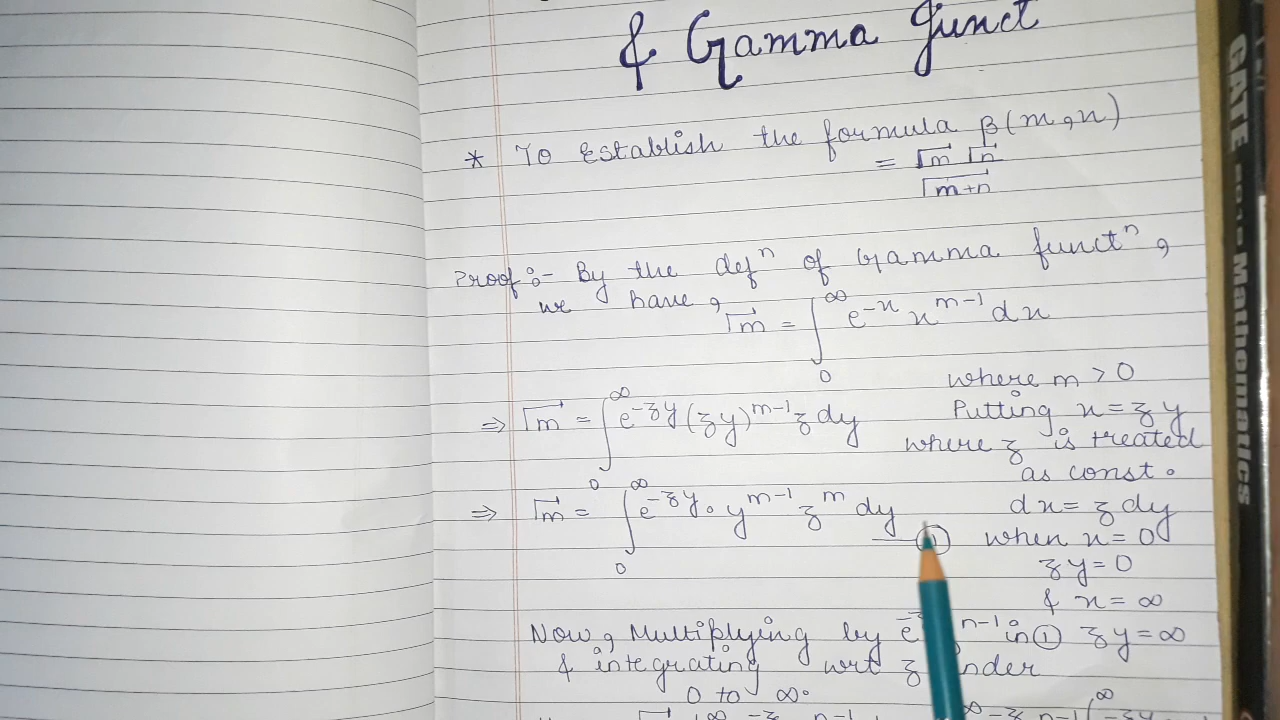 & Gamma funct
* To Establish the formula β(m,n)
= Γm Γn
Γm+n
Proof:- By the defⁿ of Gamma functⁿ,
we have,
Γm = ∫₀^∞ e^{-x} x^{m-1} dx
where m > 0
⇒ Γm = ∫₀^∞ e^{-zy} (zy)^{m-1} z dy
Putting x = zy
where z is treated
as const.
⇒ Γm = ∫₀^∞ e^{-zy}. y^{m-1} z^m dy
dx = z dy
— ①
when x = 0
zy = 0
& x = ∞
Now, Multiplying by n-1 in ① zy = ∞
& integrating wrt z
0 to ∞.
GATE
Mathematics